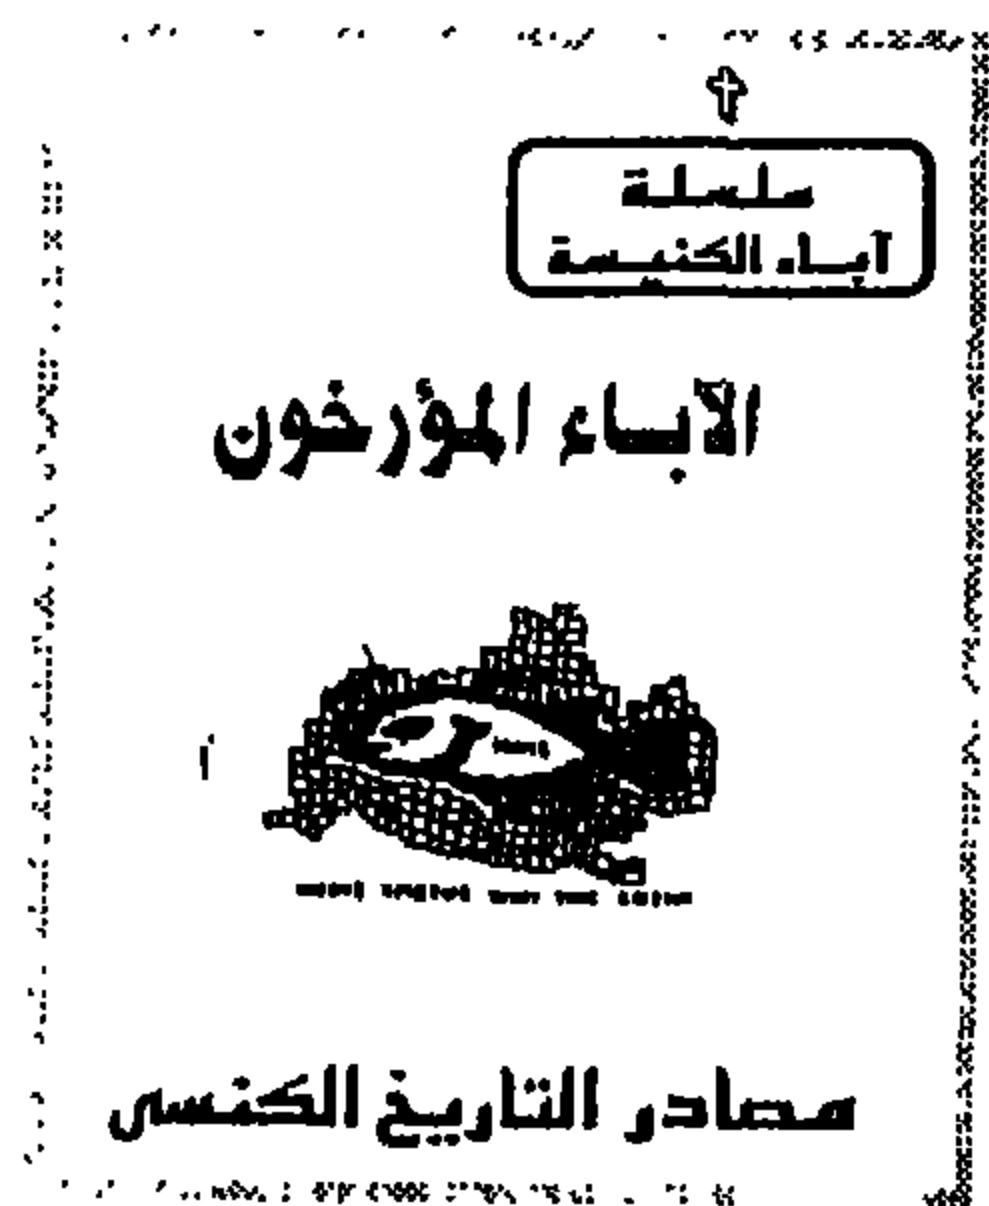 سلسلة
آباء الكنيسة
الآباء المؤرخون
مصادر التاريخ الكنسى